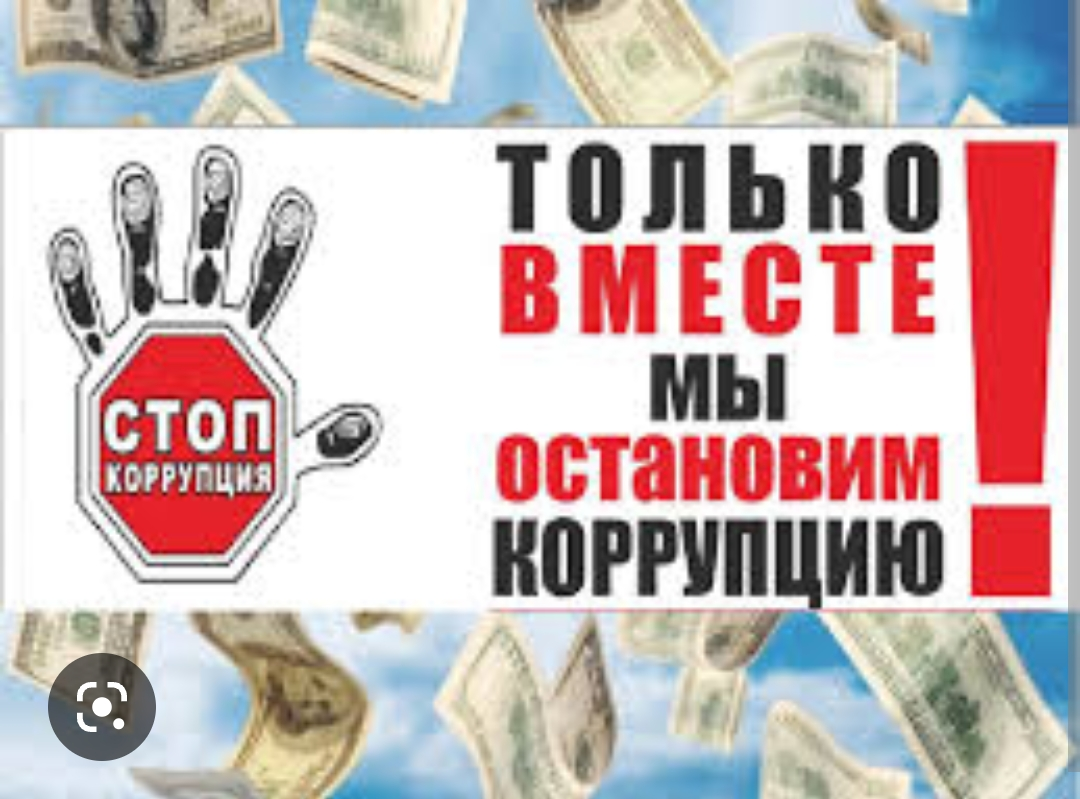 СТОП
КОРРУПЦИЯ
ТОЛЬКО
ВМЕСТЕ
мы
остановим
КОРРУПЦИЮ
!